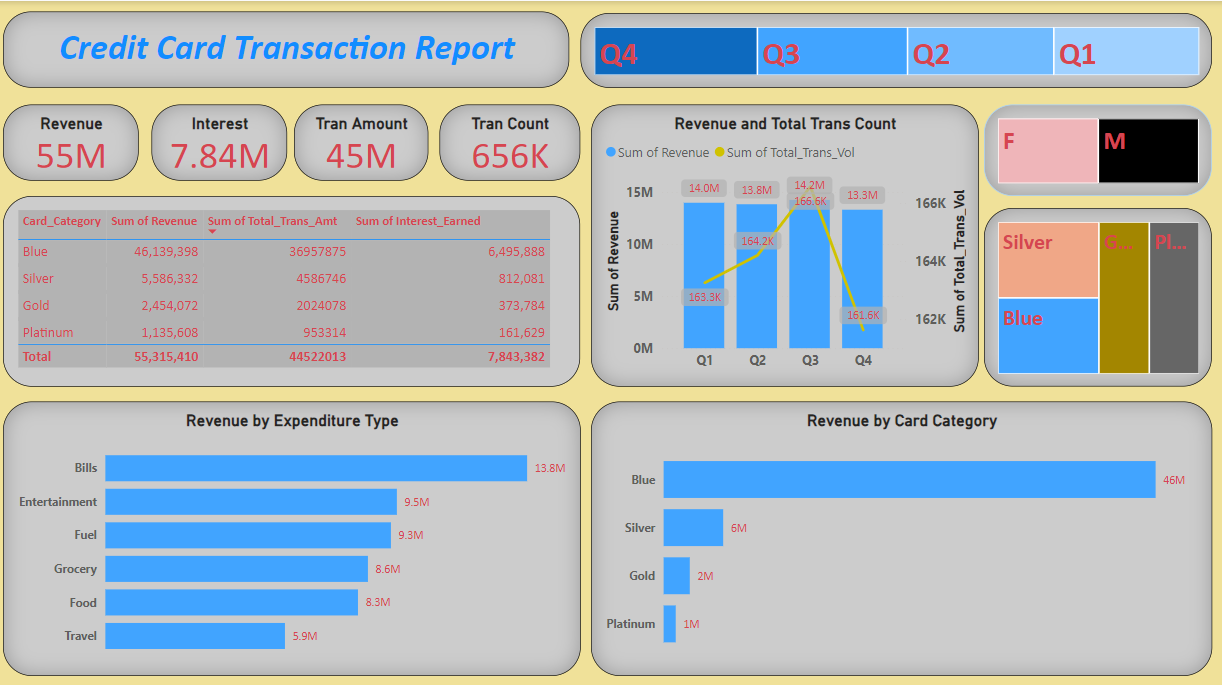 Credit Card Transaction Report
Q4 Q3 Q2 Q1
Revenue
55M
Interest
7.84M
Tran Amount
45M
Tran Count
656K
Card_Category Sum of Revenue Sum of Total_Trans_Amt Sum of Interest_Earned
Blue 46,139,398 36957875 6,495,888
Silver 5,586,332 4586746 812,081
Gold 2,454,072 2024078 373,784
Platinum 1,135,608 953314 161,629
Total 55,315,410 44522013 7,843,382
Revenue and Total Trans Count
Sum of Revenue Sum of Total_Trans_Vol
Sum of Revenue
15M
10M
5M
0M
14.0M 13.8M 14.2M 13.3M
163.3K 164.2K 166.6K 161.6K
166K
164K
162K
Sum of Total_Trans_Vol
Q1 Q2 Q3 Q4
F M
Silver G... Pl...
Blue
Revenue by Expenditure Type
Bills 13.8M
Entertainment 9.5M
Fuel 9.3M
Grocery 8.6M
Food 8.3M
Travel 5.9M
Revenue by Card Category
Blue 46M
Silver 6M
Gold 2M
Platinum 1M